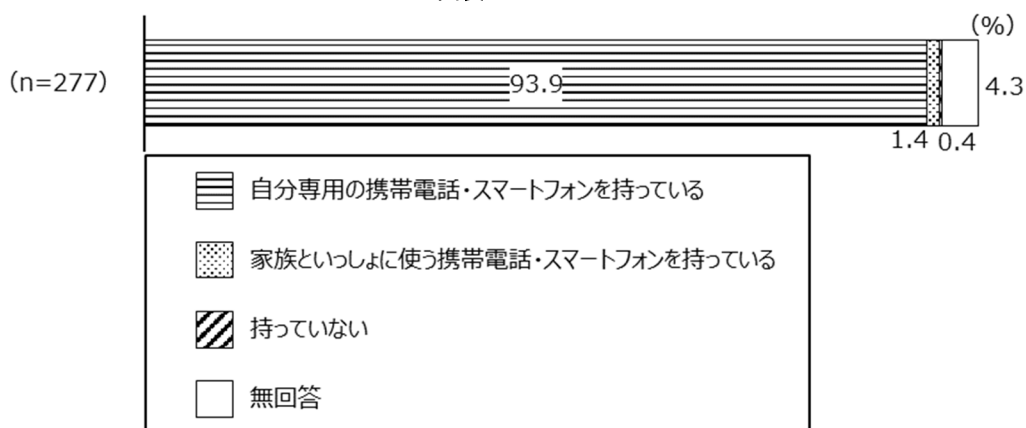 (%)
(n=277)
93.9
4.3
1.4
0.4
自分専用の携帯電話・スマートフォンを持っている
家族といっしょに使う携帯電話・スマートフォンを持っている
持っていない
無回答